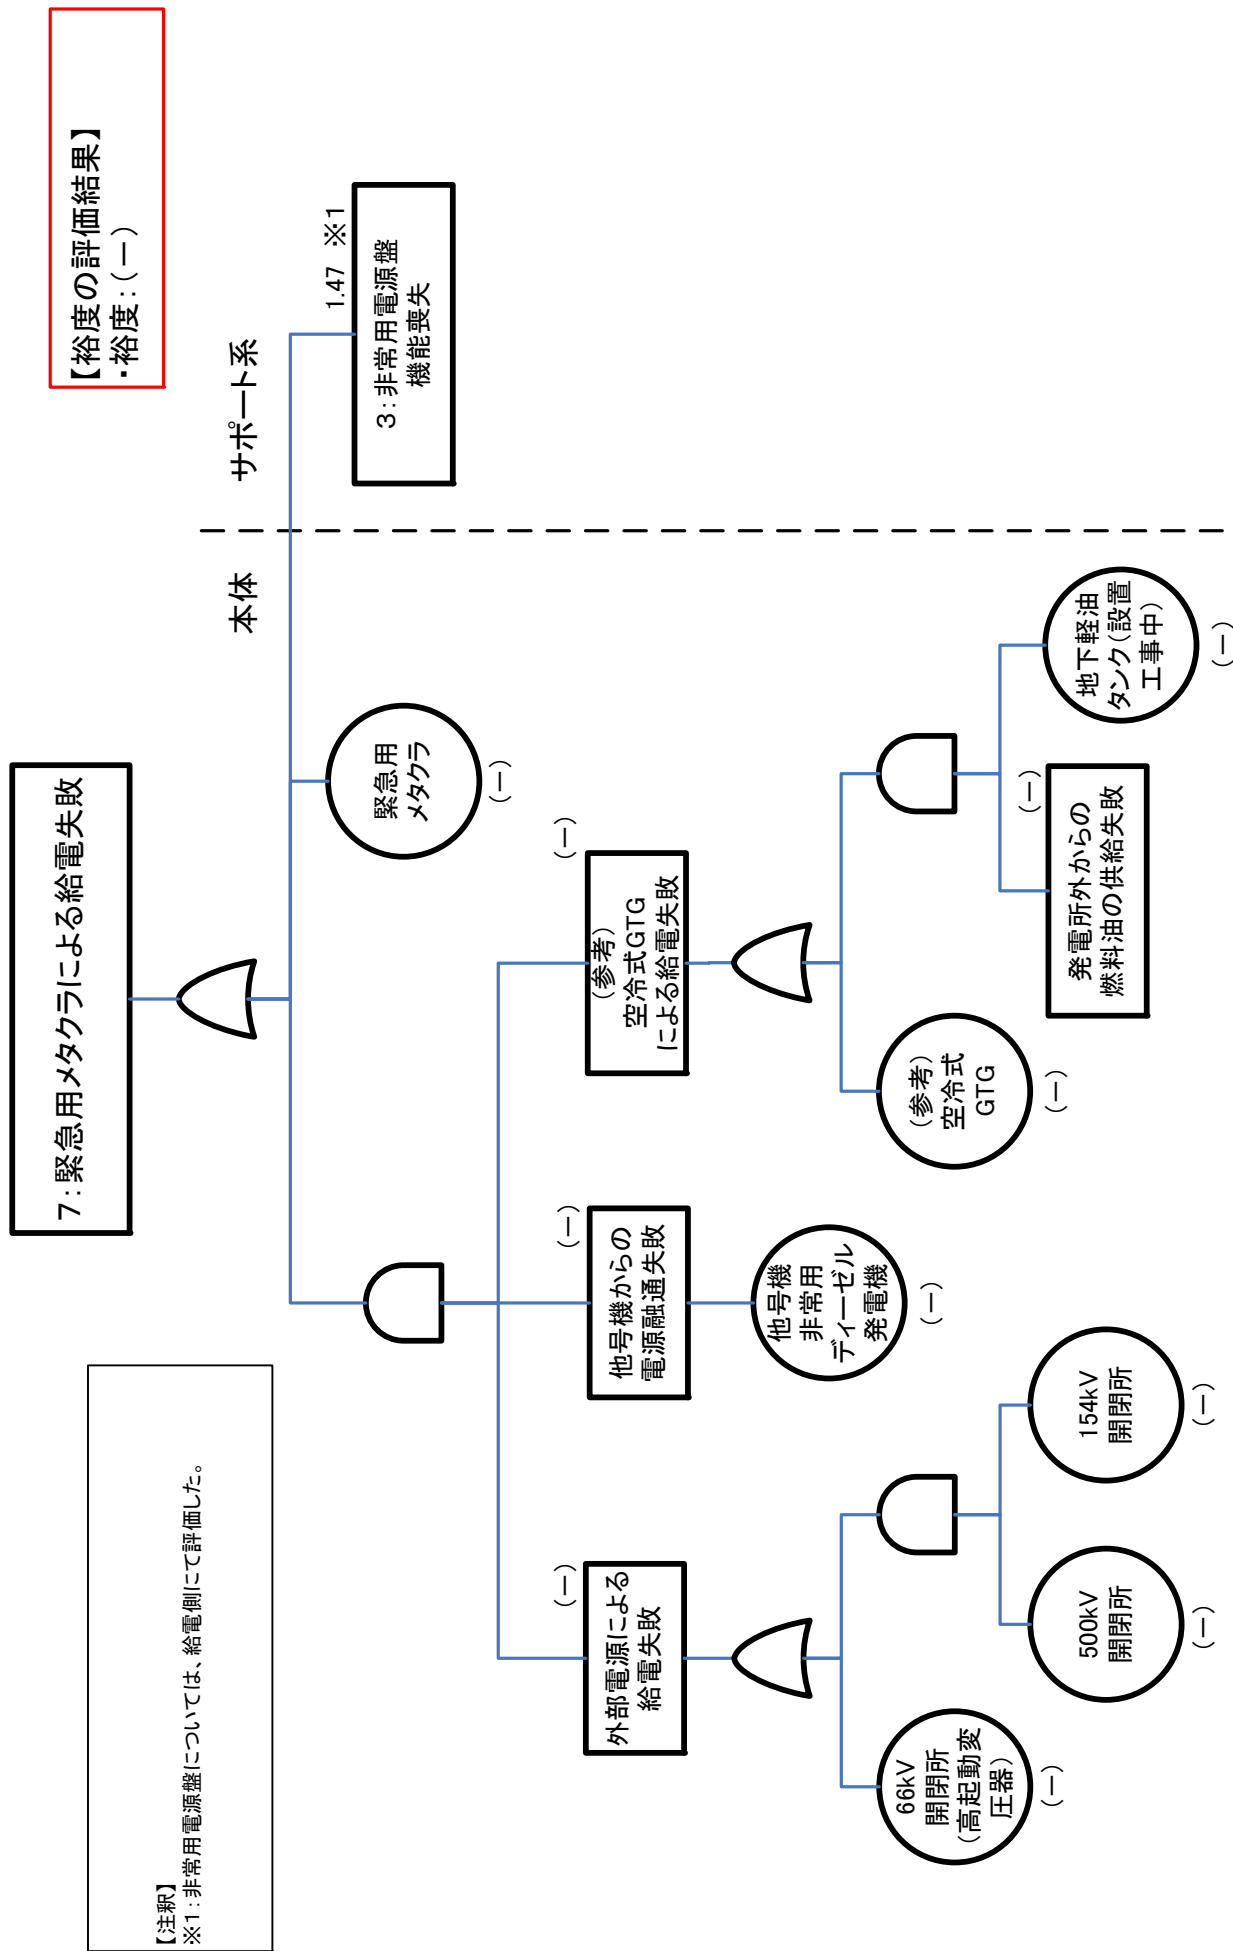 【裕度の評価結果】
・裕度：(－)
7：緊急用メタクラによる給電失敗
【注釈】
※1：非常用電源盤については、給電側にて評価した。
本体
サポート系
緊急用
メタクラ
(－)
1.47　※1
3：非常用電源盤
機能喪失
(－)
外部電源による
給電失敗
(－)
他号機からの
電源融通失敗
(－)
(参考)
空冷式GTG
による給電失敗
66kV
開閉所
(高起動変
圧器)
(－)
500kV
開閉所
(－)
154kV
開閉所
(－)
他号機
非常用
ディーゼル
発電機
(－)
(参考)
空冷式
GTG
(－)
(－)
発電所外からの
燃料油の供給失敗
地下軽油
タンク(設置
工事中)
(－)